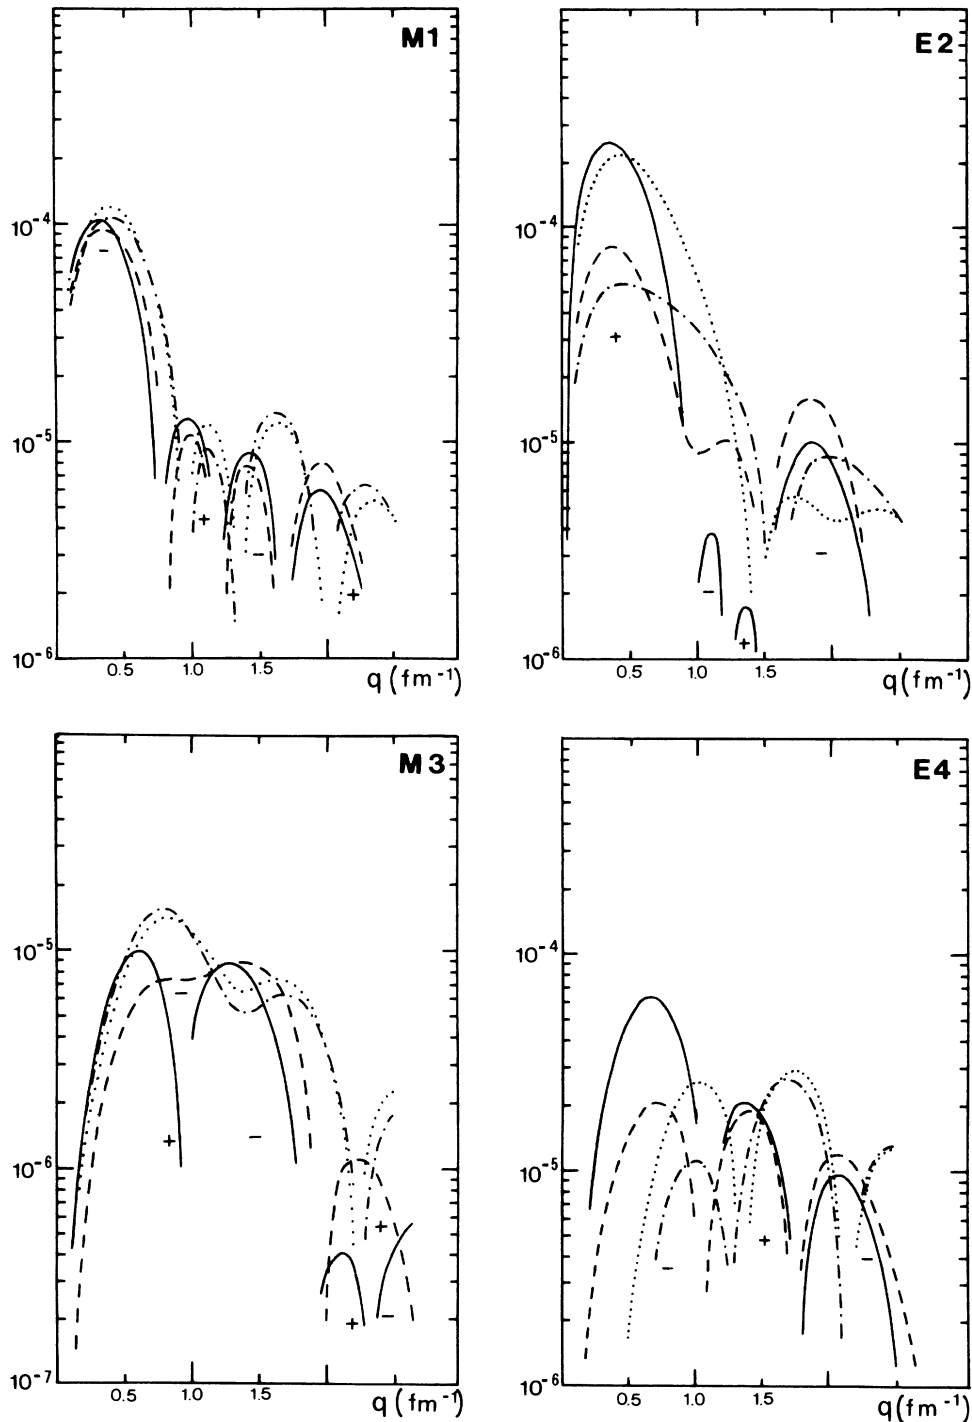 M1
10⁻⁴
−
10⁻⁵
+
−
+
10⁻⁶
0.5 1.0 1.5
q (fm⁻¹)
E2
10⁻⁴
+
10⁻⁵
−
−
+
10⁻⁶
0.5 1.0 1.5
q(fm⁻¹)
M3
10⁻⁵
−
+
−
10⁻⁶
+
+
−
10⁻⁷
0.5 1.0 1.5
q (fm⁻¹)
E4
10⁻⁴
10⁻⁵
−
+
−
10⁻⁶
0.5 1.0 1.5
q(fm⁻¹)